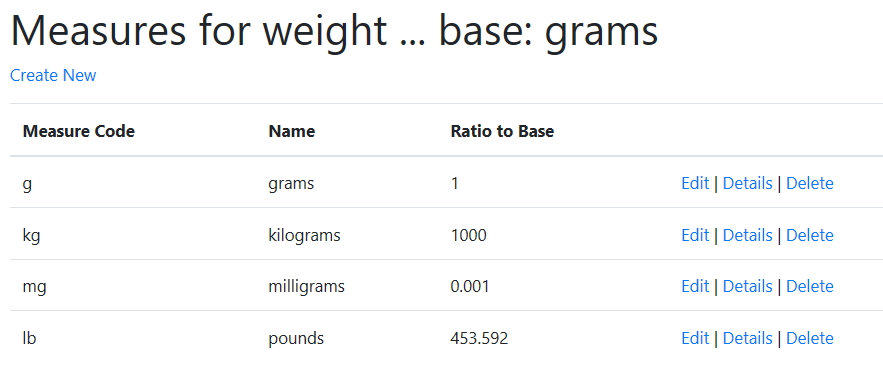 Measures for weight ... base: grams
Create New
Measure Code Name Ratio to Base
g grams 1 Edit | Details | Delete
kg kilograms 1000 Edit | Details | Delete
mg milligrams 0.001 Edit | Details | Delete
lb pounds 453.592 Edit | Details | Delete